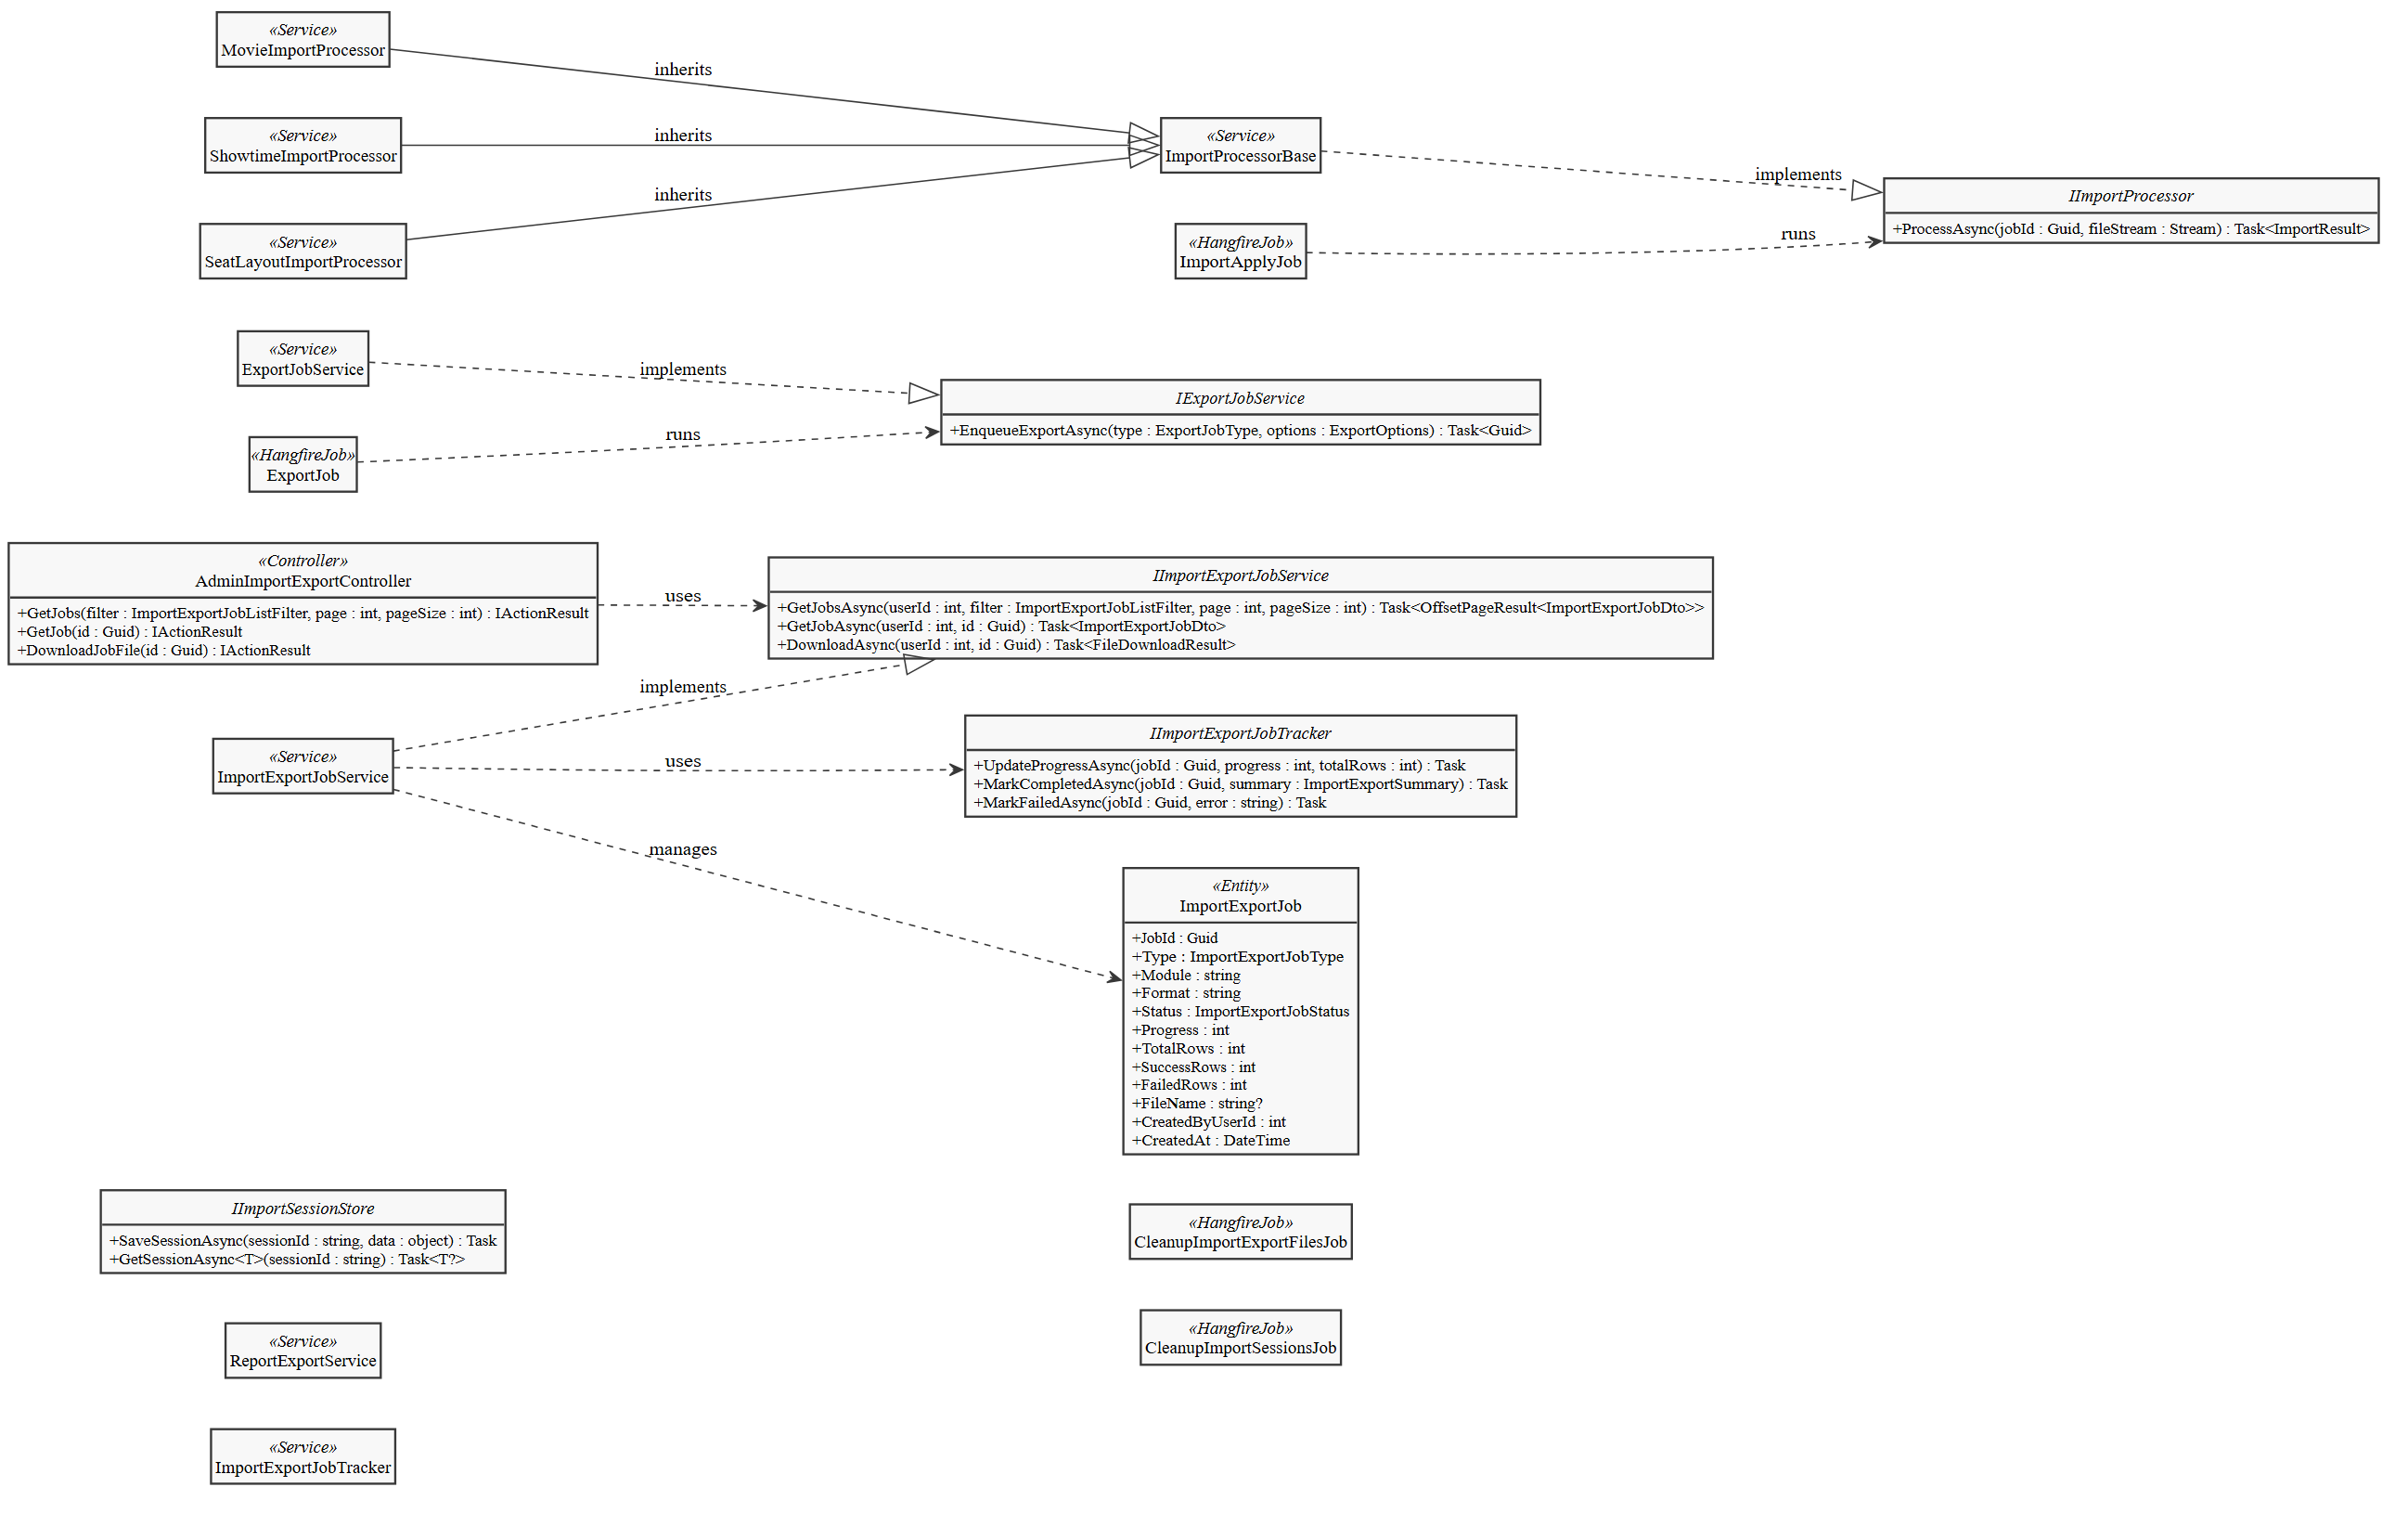 «Service»
MovieImportProcessor
inherits
«Service»
ShowtimeImportProcessor
inherits
«Service»
ImportProcessorBase
implements
IImportProcessor
+ProcessAsync(jobId : Guid, fileStream : Stream) : Task<ImportResult>
«Service»
SeatLayoutImportProcessor
inherits
«HangfireJob»
ImportApplyJob
runs
«Service»
ExportJobService
implements
IExportJobService
+EnqueueExportAsync(type : ExportJobType, options : ExportOptions) : Task<Guid>
«HangfireJob»
ExportJob
runs
«Controller»
AdminImportExportController
+GetJobs(filter : ImportExportJobListFilter, page : int, pageSize : int) : IActionResult
+GetJob(id : Guid) : IActionResult
+DownloadJobFile(id : Guid) : IActionResult
uses
IImportExportJobService
+GetJobsAsync(userId : int, filter : ImportExportJobListFilter, page : int, pageSize : int) : Task<OffsetPageResult<ImportExportJobDto>>
+GetJobAsync(userId : int, id : Guid) : Task<ImportExportJobDto>
+DownloadAsync(userId : int, id : Guid) : Task<FileDownloadResult>
implements
«Service»
ImportExportJobService
uses
IImportExportJobTracker
+UpdateProgressAsync(jobId : Guid, progress : int, totalRows : int) : Task
+MarkCompletedAsync(jobId : Guid, summary : ImportExportSummary) : Task
+MarkFailedAsync(jobId : Guid, error : string) : Task
manages
«Entity»
ImportExportJob
+JobId : Guid
+Type : ImportExportJobType
+Module : string
+Format : string
+Status : ImportExportJobStatus
+Progress : int
+TotalRows : int
+SuccessRows : int
+FailedRows : int
+FileName : string?
+CreatedByUserId : int
+CreatedAt : DateTime
IImportSessionStore
+SaveSessionAsync(sessionId : string, data : object) : Task
+GetSessionAsync<T>(sessionId : string) : Task<T?>
«HangfireJob»
CleanupImportExportFilesJob
«Service»
ReportExportService
«HangfireJob»
CleanupImportSessionsJob
«Service»
ImportExportJobTracker